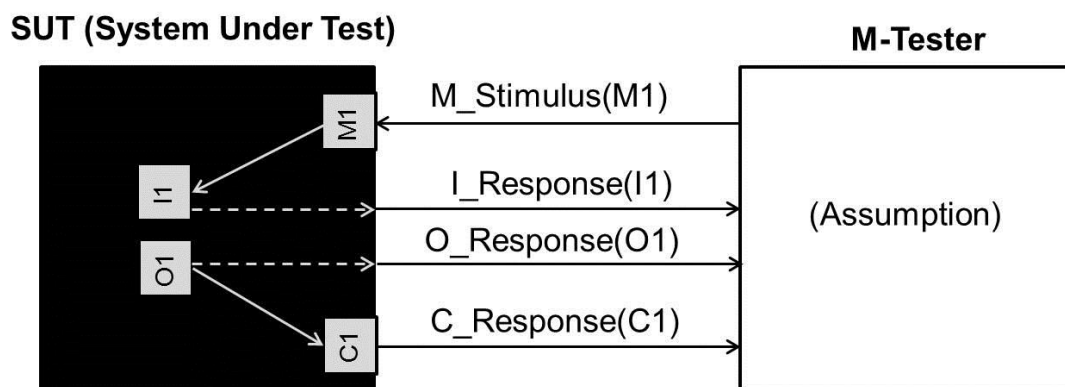 SUT (System Under Test)
M-Tester
M_Stimulus(M1)
M1
I1
I_Response(I1)
(Assumption)
O_Response(O1)
O1
C_Response(C1)
C1